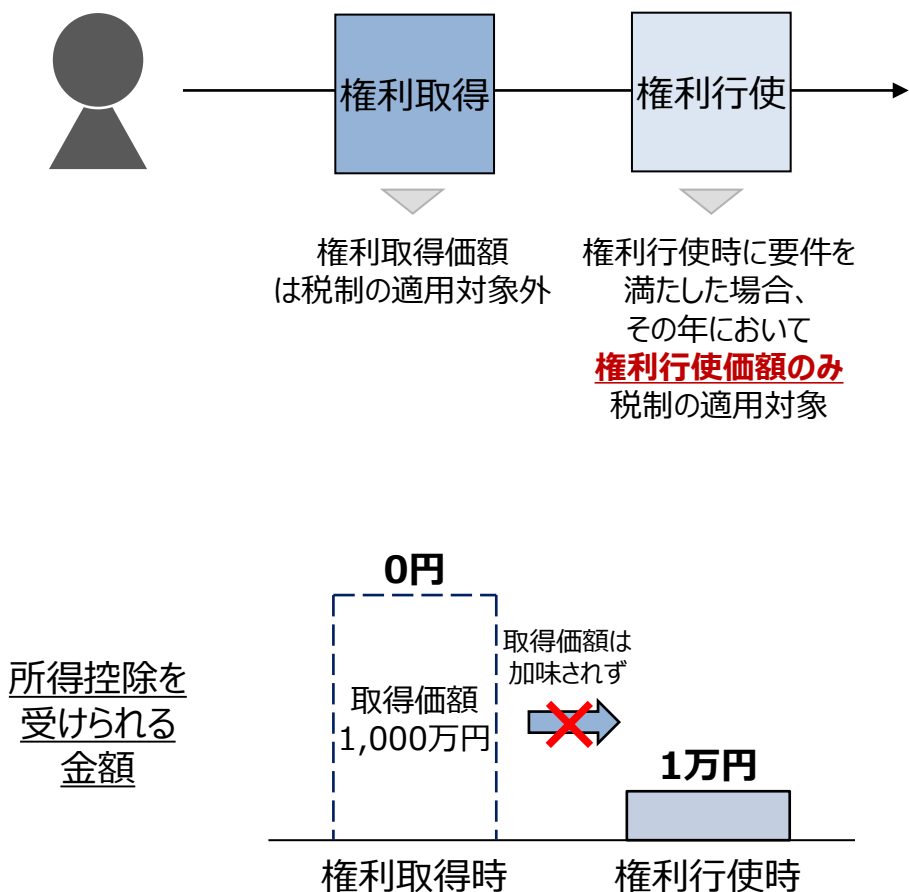 権利取得
権利行使
権利取得価額
は税制の適用対象外
権利行使時に要件を
満たした場合、
その年において
権利行使価額のみ
税制の適用対象
所得控除を
受けられる
金額
0円
取得価額
1,000万円
取得価額は
加味されず
1万円
権利取得時
権利行使時